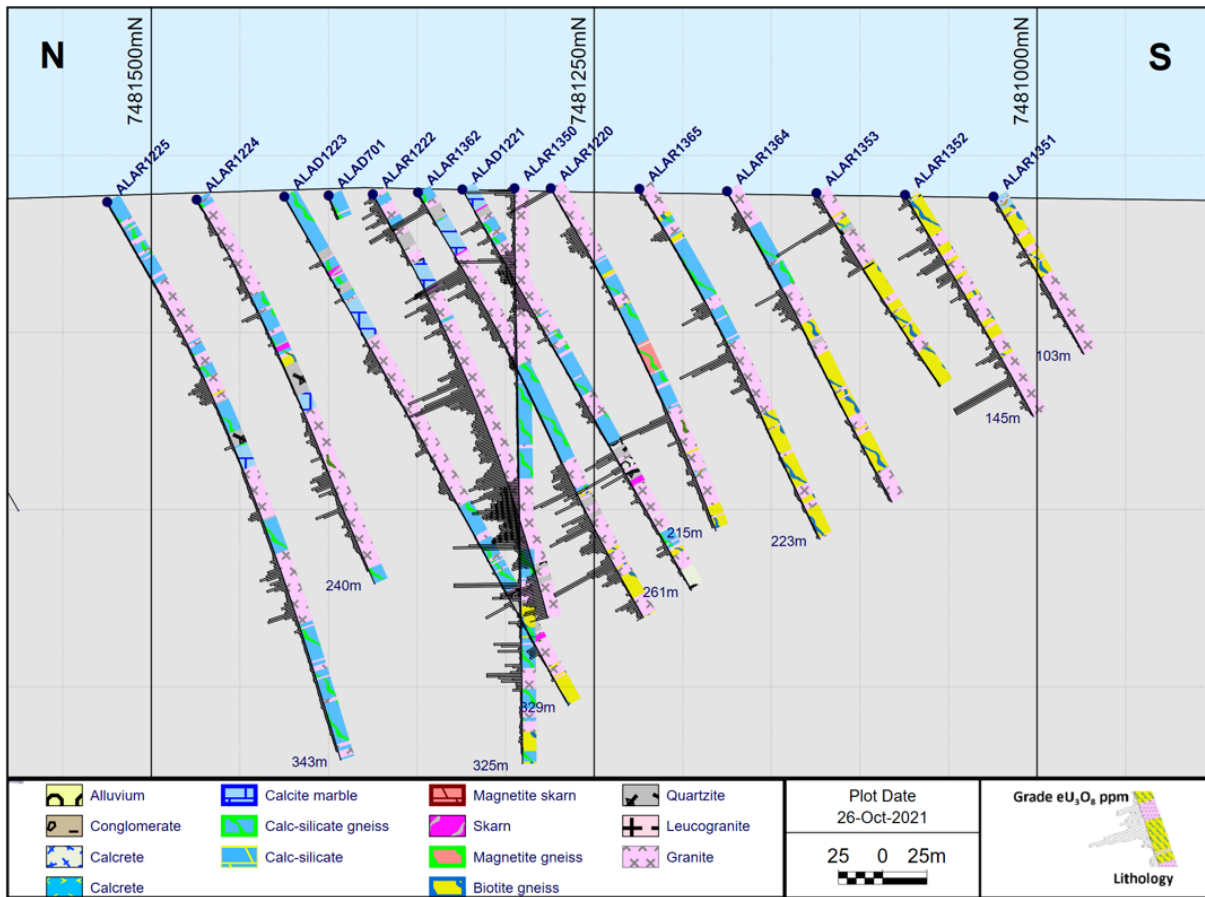 N
7481500mN
7481250mN
7481000mN
S
ALAR1225
ALAR1224
ALAD1223
ALAD701
ALAR1222
ALAR1362
ALAD1221
ALAR1350
ALAR1220
ALAR1365
ALAR1364
ALAR1353
ALAR1352
ALAR1351
103m
145m
215m
223m
240m
261m
329m
343m
325m
Alluvium
Conglomerate
Calcrete
Calcrete
Calcite marble
Calc-silicate gneiss
Calc-silicate
Magnetite skarn
Skarn
Magnetite gneiss
Biotite gneiss
Quartzite
Leucogranite
Granite
Plot Date
26-Oct-2021
25 0 25m
Grade eU₃O₈ ppm
Lithology